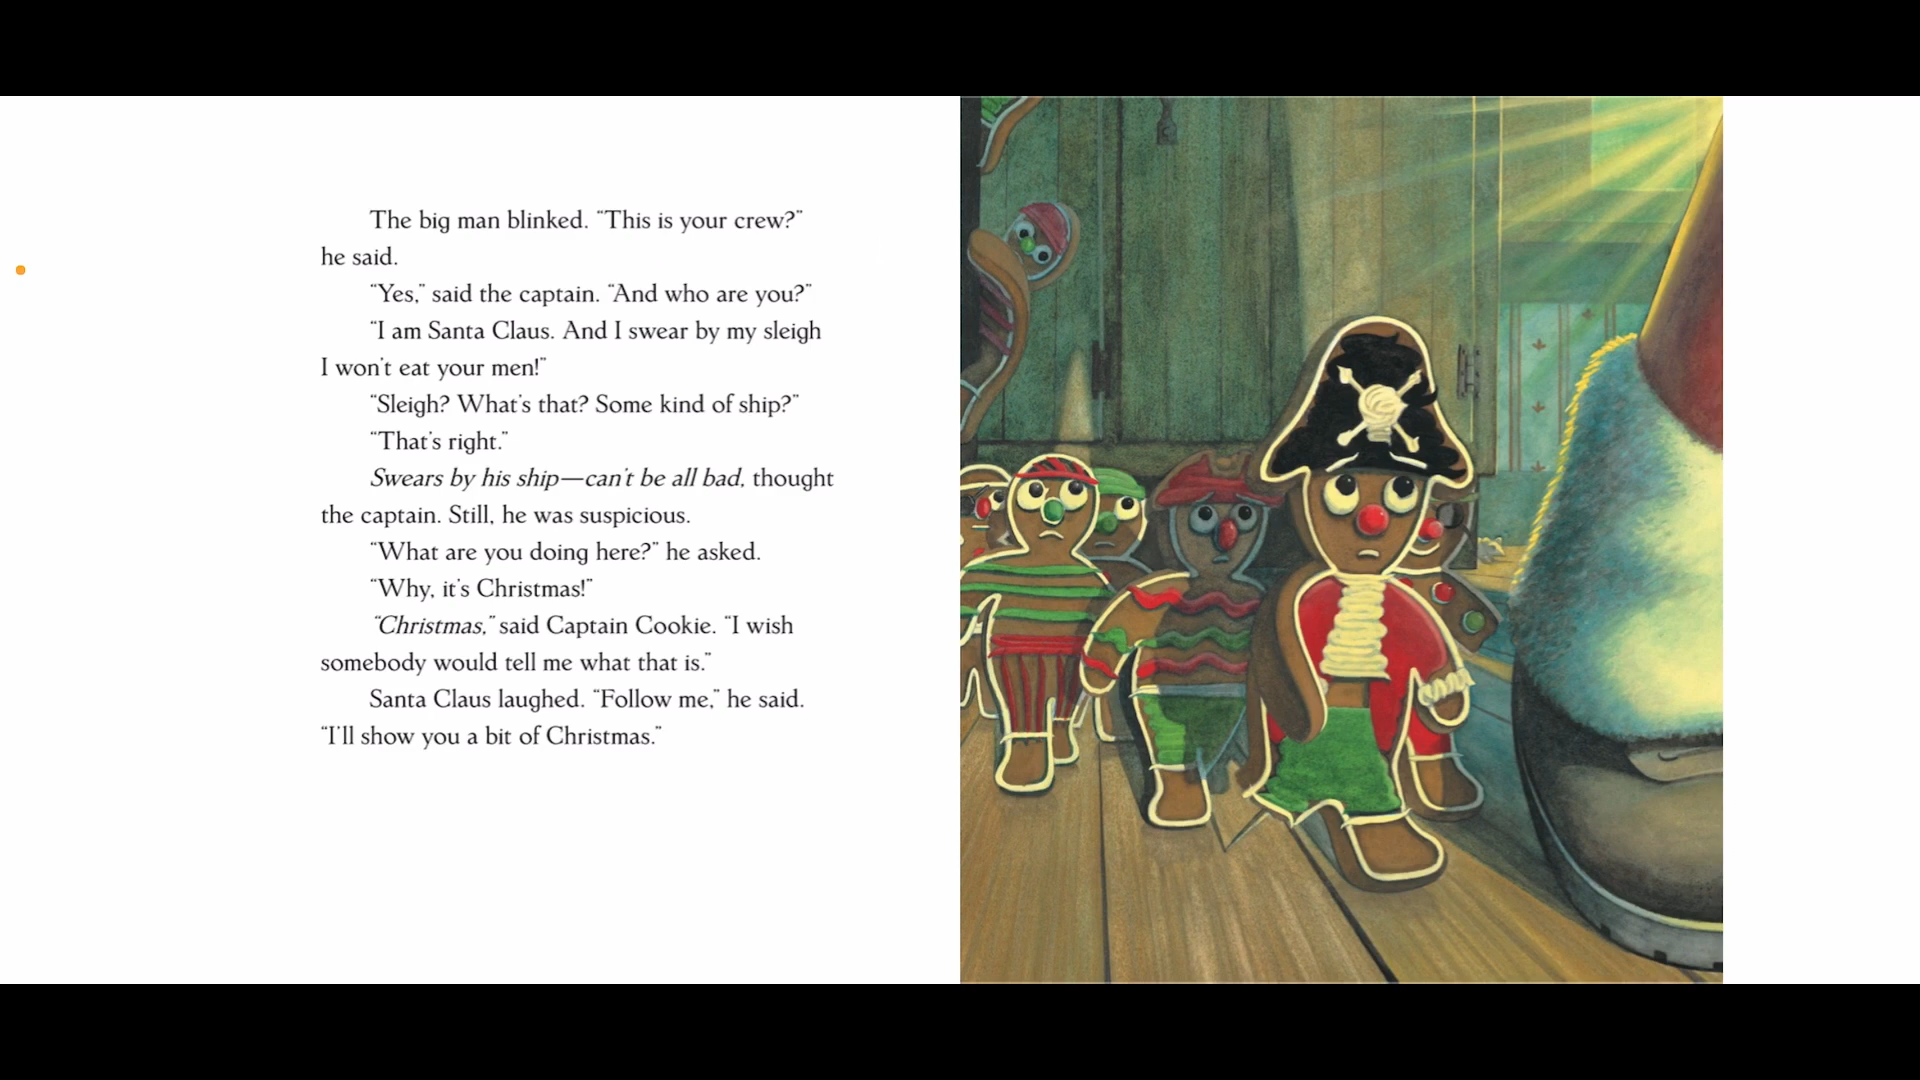 The big man blinked. “This is your crew?”
he said.
“Yes,” said the captain. “And who are you?”
“I am Santa Claus. And I swear by my sleigh
I won’t eat your men!”
“Sleigh? What’s that? Some kind of ship?”
“That’s right.”
Swears by his ship—can’t be all bad, thought
the captain. Still, he was suspicious.
“What are you doing here?” he asked.
“Why, it’s Christmas!”
“Christmas,” said Captain Cookie. “I wish
somebody would tell me what that is.”
Santa Claus laughed. “Follow me,” he said.
“I’ll show you a bit of Christmas.”